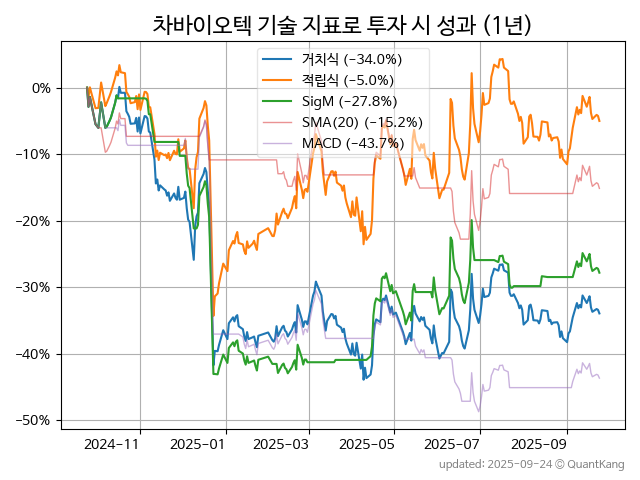 차바이오텍 기술 지표로 투자 시 성과 (1년)
거치식 (−34.0%)
적립식 (−5.0%)
SigM (−27.8%)
SMA(20) (−15.2%)
MACD (−43.7%)
0%
−10%
−20%
−30%
−40%
−50%
2024-11 2025-01 2025-03 2025-05 2025-07 2025-09
updated: 2025-09-24 © QuantKang